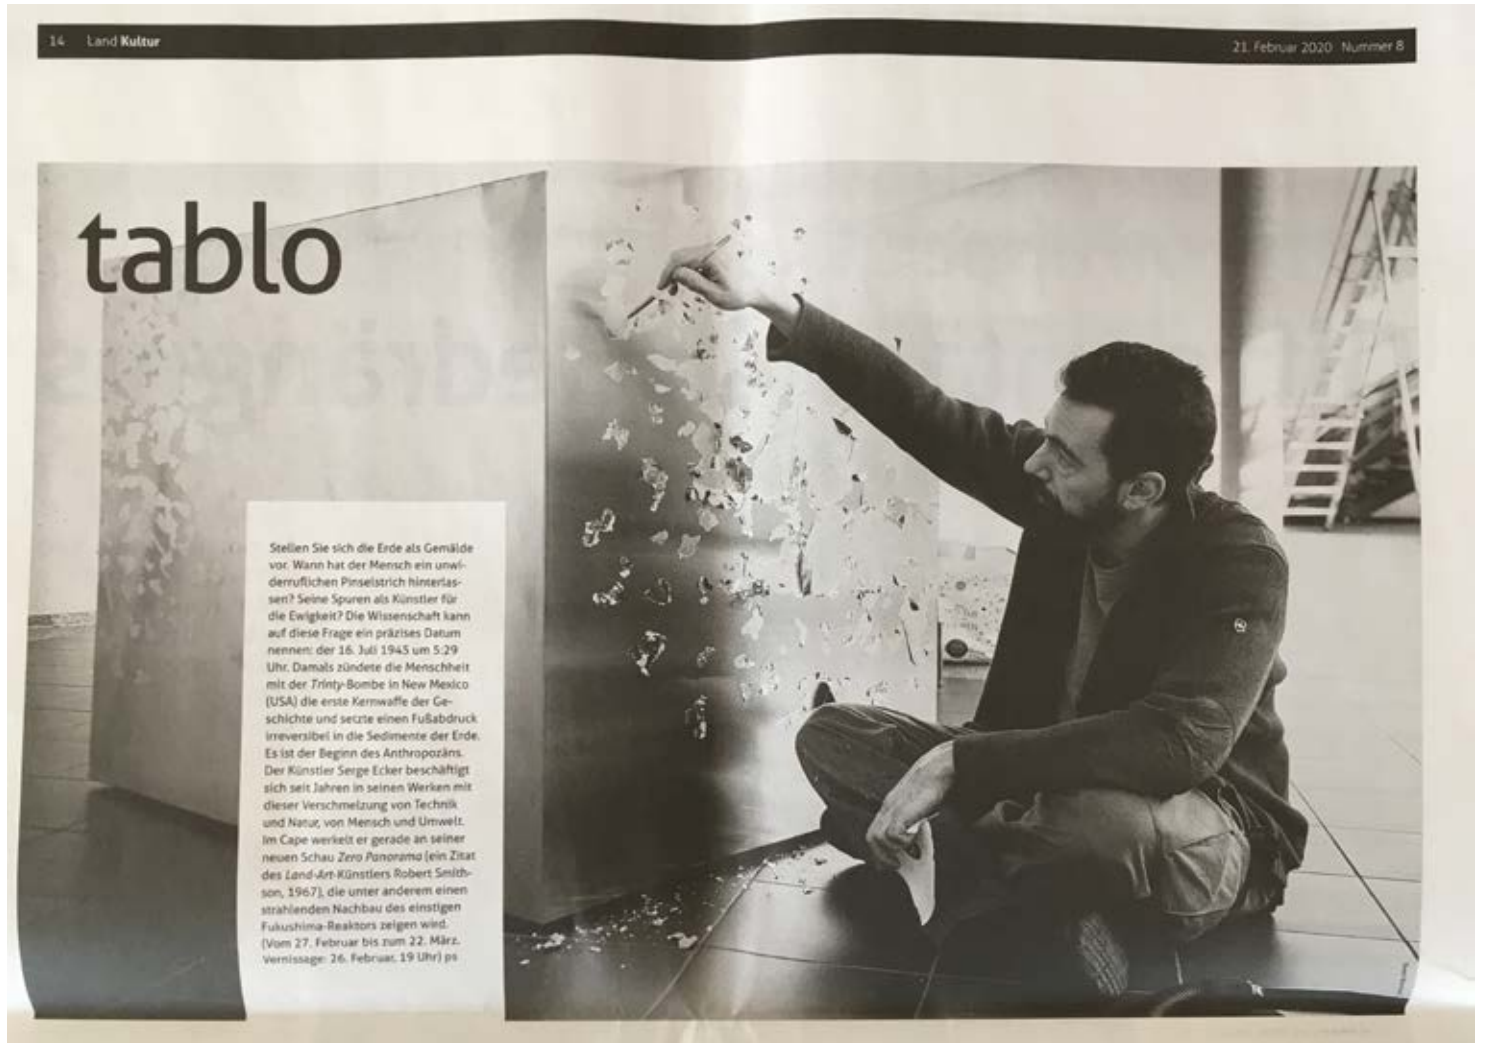 14 Land Kultur
21. Februar 2020 Nummer 8
tablo
Stellen Sie sich die Erde als Gemälde
vor. Wann hat der Mensch ein unwi-
derruflichen Pinselstrich hinterlas-
sen? Seine Spuren als Künstler für
die Ewigkeit? Die Wissenschaft kann
auf diese Frage ein präzises Datum
nennen: der 16. Juli 1945 um 5:29
Uhr. Damals zündete die Menschheit
mit der Trinty-Bombe in New Mexico
(USA) die erste Kernwaffe der Ge-
schichte und setzte einen Fußabdruck
irreversibel in die Sedimente der Erde.
Es ist der Beginn des Anthropozäns.
Der Künstler Serge Ecker beschäftigt
sich seit Jahren in seinen Werken mit
dieser Verschmelzung von Technik
und Natur, von Mensch und Umwelt.
Im Cape werkelt er gerade an seiner
neuen Schau Zero Panorama (ein Zitat
des Land-Art-Künstlers Robert Smith-
son, 1967), die unter anderem einen
strahlenden Nachbau des einstigen
Fukushima-Reaktors zeigen wird.
(Vom 27. Februar bis zum 22. März.
Vernissage: 26. Februar, 19 Uhr) ps